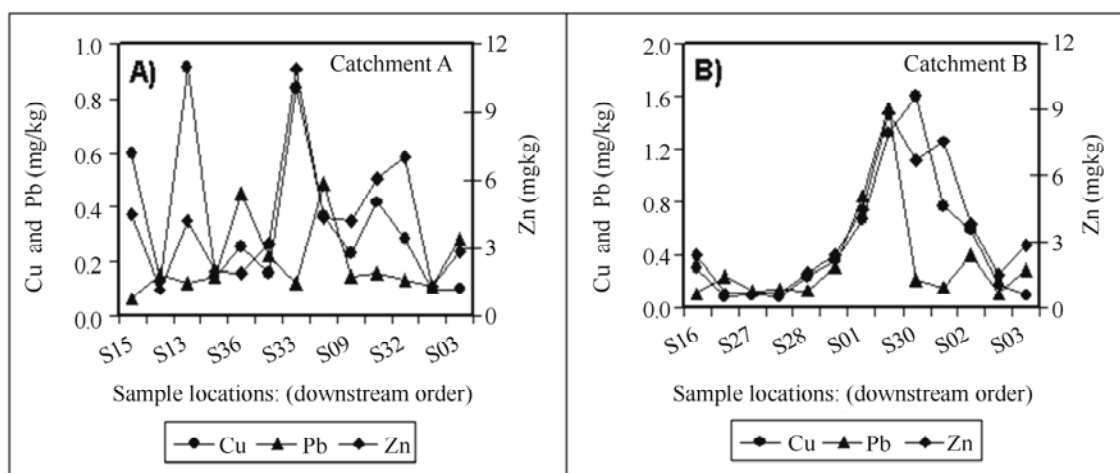 A)
Catchment A
Cu and Pb (mg/kg)
1.0
0.8
0.6
0.4
0.2
0.0
12
9
6
3
0
Zn (mgkg)
S15
S13
S36
S33
S09
S32
S03
Sample locations: (downstream order)
Cu Pb Zn
B)
Catchment B
Cu and Pb (mg/kg)
2.0
1.6
1.2
0.8
0.4
0.0
12
9
6
3
0
Zn (mgkg)
S16
S27
S28
S01
S30
S02
S03
Sample locations: (downstream order)
Cu Pb Zn